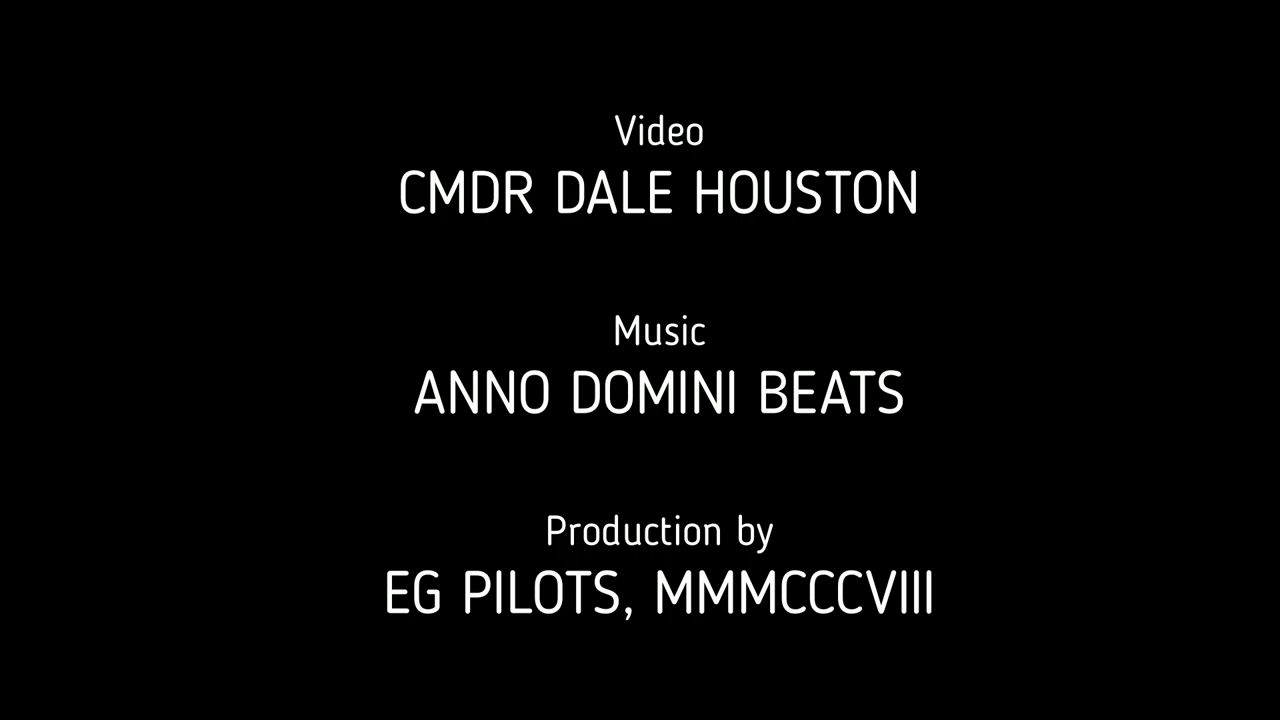 Video
CMDR DALE HOUSTON
Music
ANNO DOMINI BEATS
Production by
EG PILOTS, MMMCCCVIII